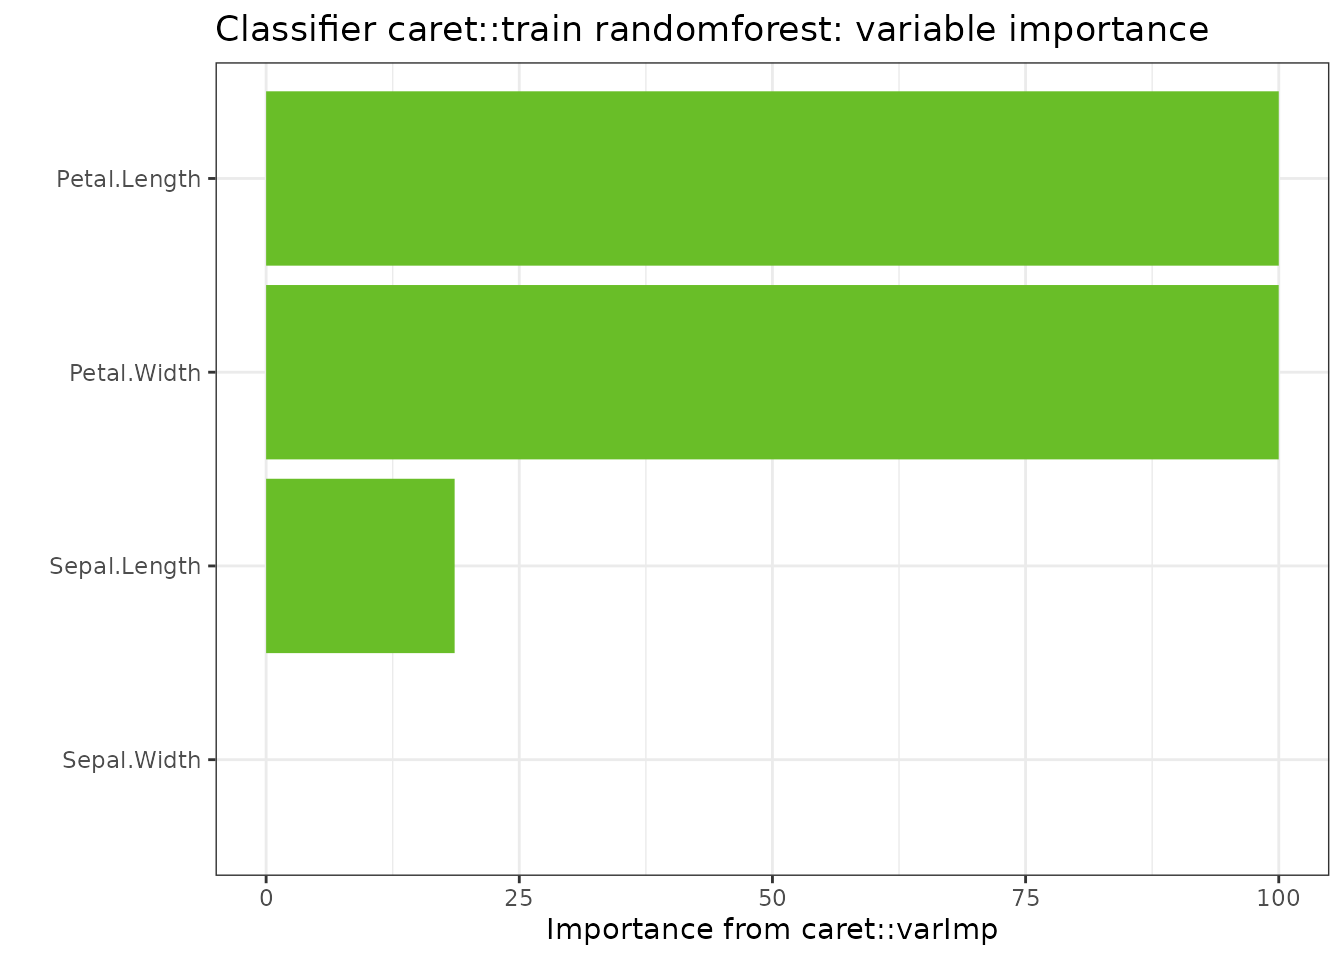 Classifier caret::train randomforest: variable importance
Petal.Length
Petal.Width
Sepal.Length
Sepal.Width
0 25 50 75 100
Importance from caret::varImp